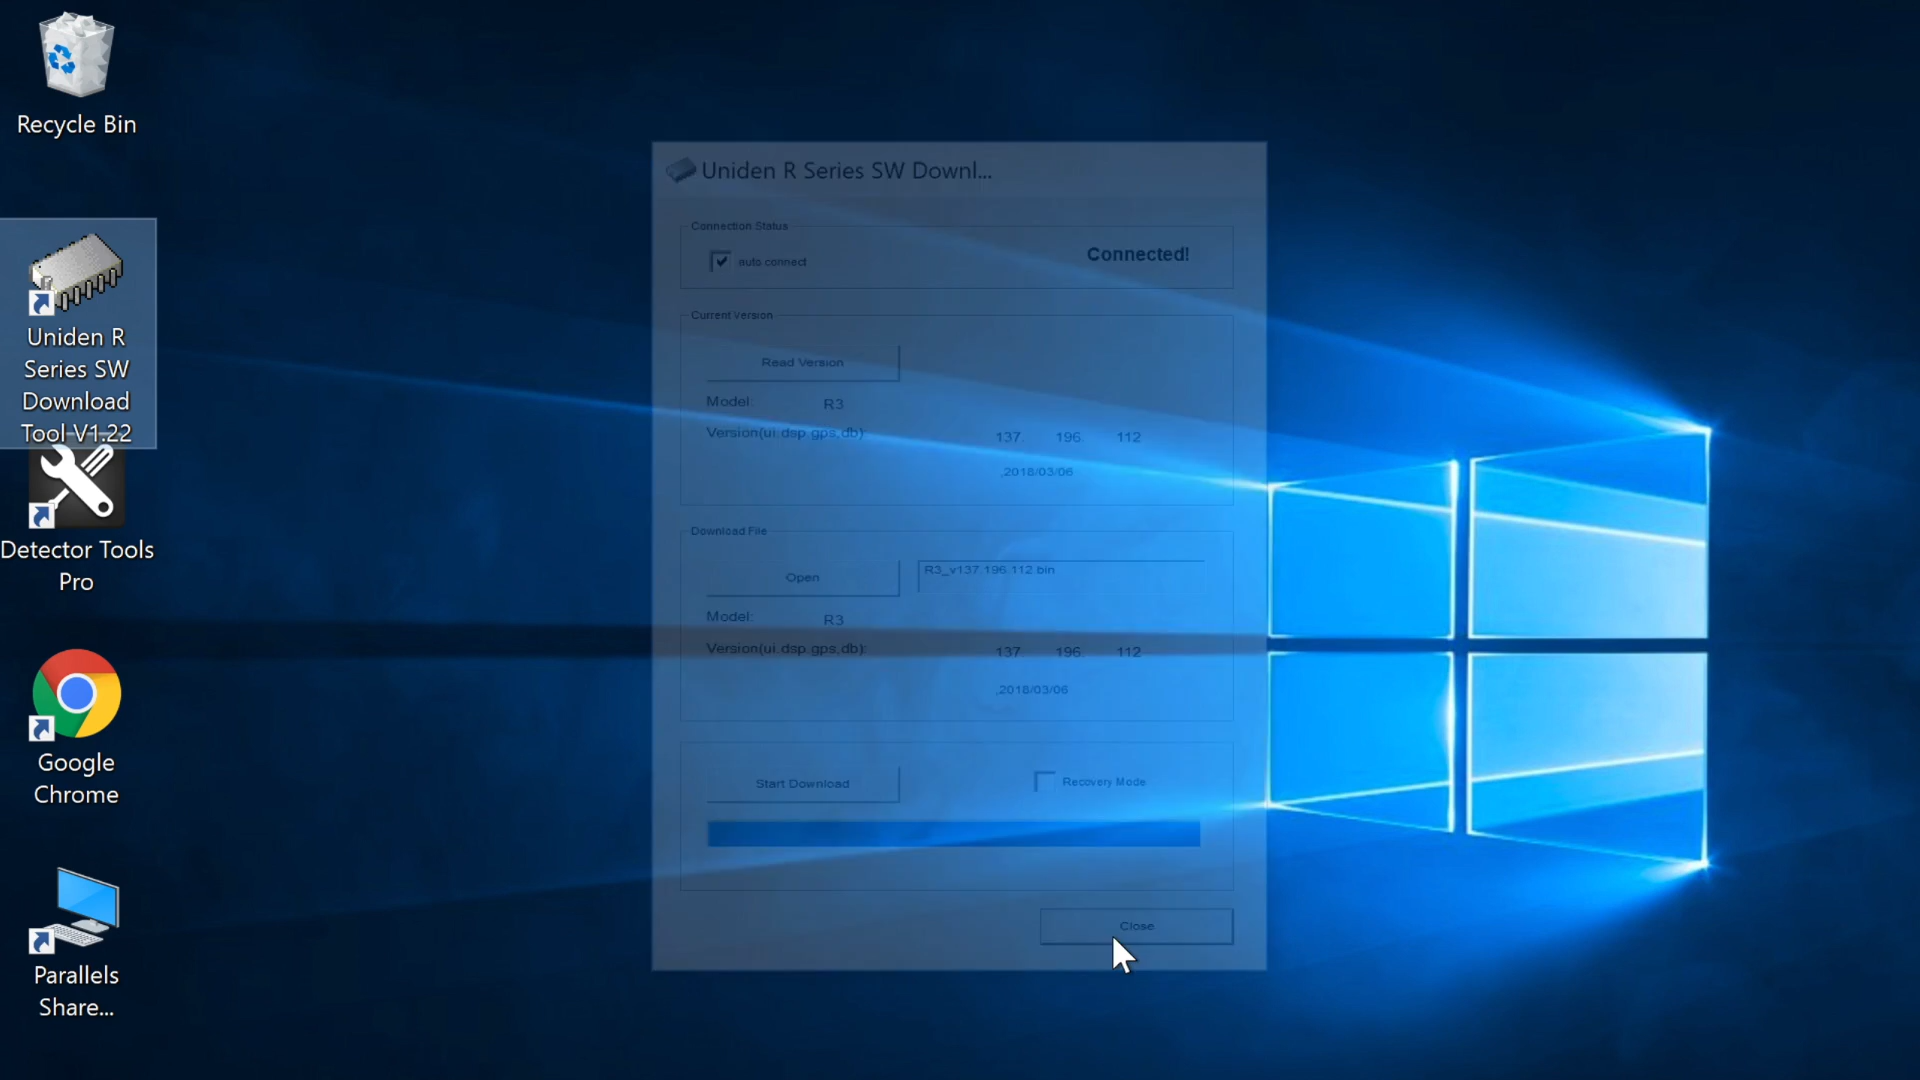 Recycle Bin
Uniden R
Series SW
Download
Tool V1.22
Detector Tools
Pro
Google
Chrome
Parallels
Share...
Uniden R Series SW Downl...
Connection Status
auto connect
Connected!
Current Version
Read Version
Model: R3
Version(ui.dsp.gps.db): 137. 196. 112
,2018/03/06
Download File
Open R3_v137.196.112.bin
Model: R3
Version(ui.dsp.gps.db): 137. 196. 112
,2018/03/06
Start Download Recovery Mode
Close